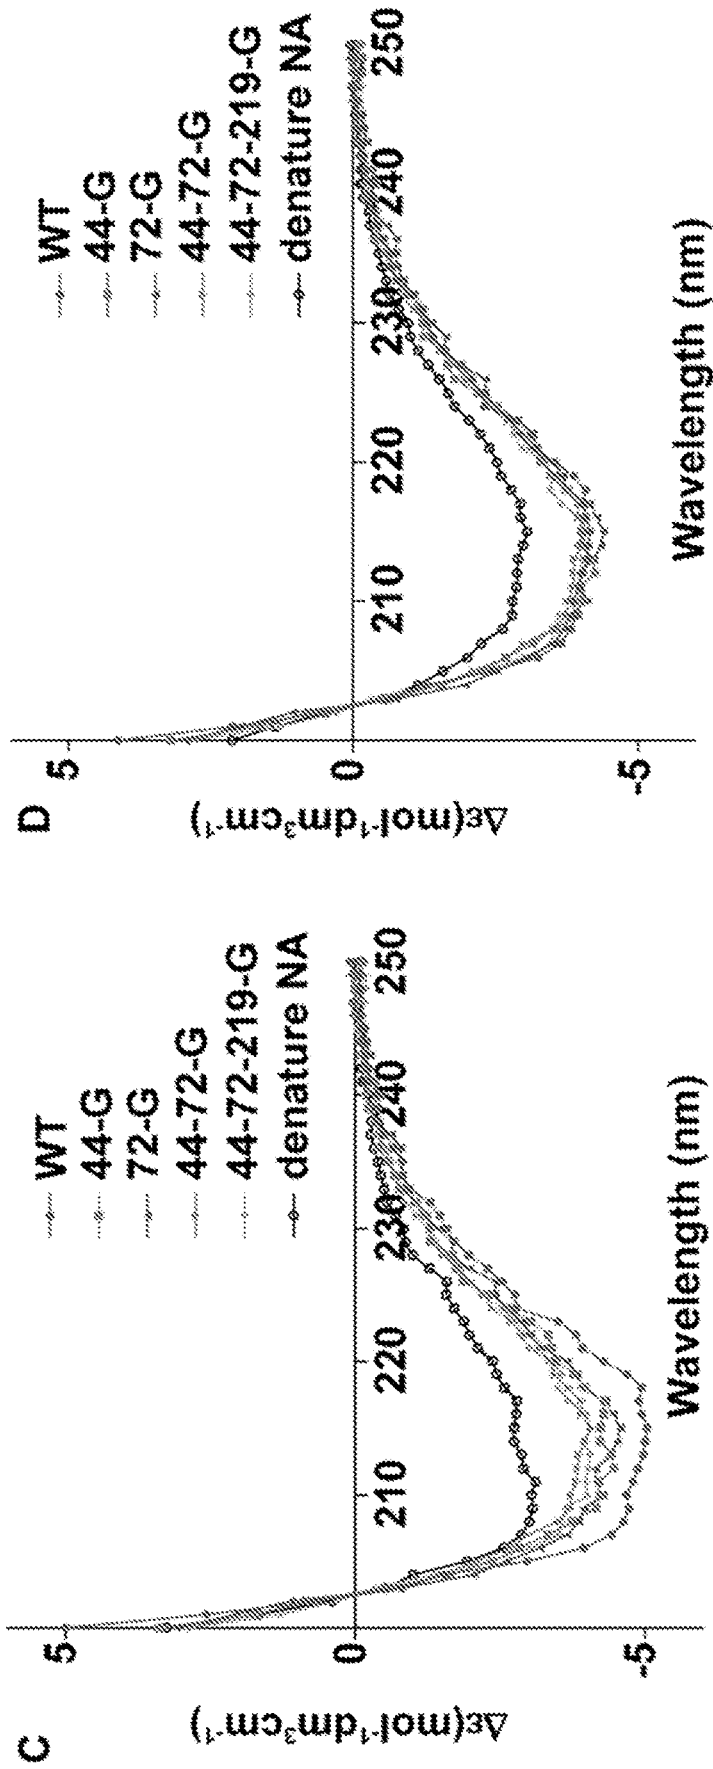 C
Δε(mol⁻¹dm³cm⁻¹)
5
0
-5
210
220
230
240
250
Wavelength (nm)
WT
44-G
72-G
44-72-G
44-72-219-G
denature NA
D
Δε(mol⁻¹dm³cm⁻¹)
5
0
-5
210
220
230
240
250
Wavelength (nm)
WT
44-G
72-G
44-72-G
44-72-219-G
denature NA